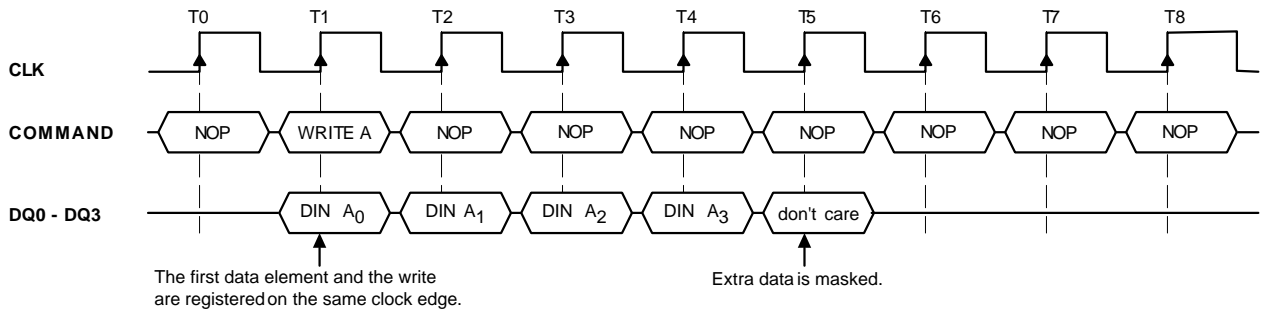 T0 T1 T2 T3 T4 T5 T6 T7 T8
CLK
COMMAND NOP WRITE A NOP NOP NOP NOP NOP NOP NOP
DQ0 - DQ3 DIN A0 DIN A1 DIN A2 DIN A3 don't care
The first data element and the write
are registered on the same clock edge.
Extra data is masked.